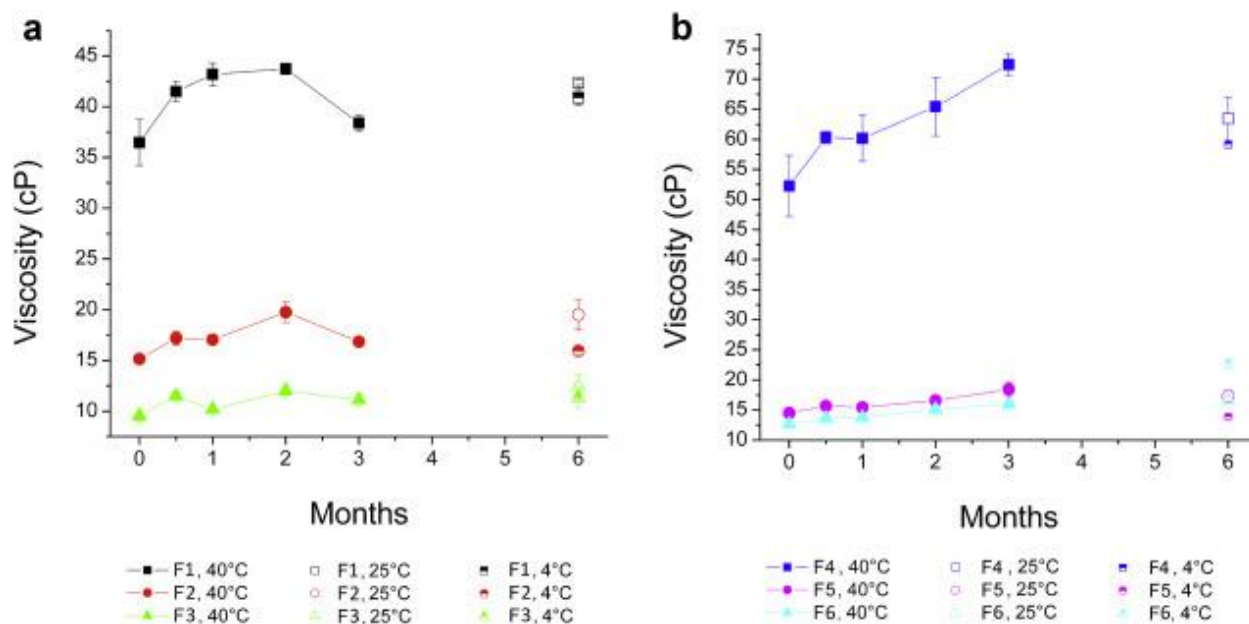 a
Viscosity (cP)
45
40
35
30
25
20
15
10
0 1 2 3 4 5 6
Months
F1, 40°C F1, 25°C F1, 4°C
F2, 40°C F2, 25°C F2, 4°C
F3, 40°C F3, 25°C F3, 4°C
b
Viscosity (cP)
75
70
65
60
55
50
45
40
35
30
25
20
15
10
0 1 2 3 4 5 6
Months
F4, 40°C F4, 25°C F4, 4°C
F5, 40°C F5, 25°C F5, 4°C
F6, 40°C F6, 25°C F6, 4°C